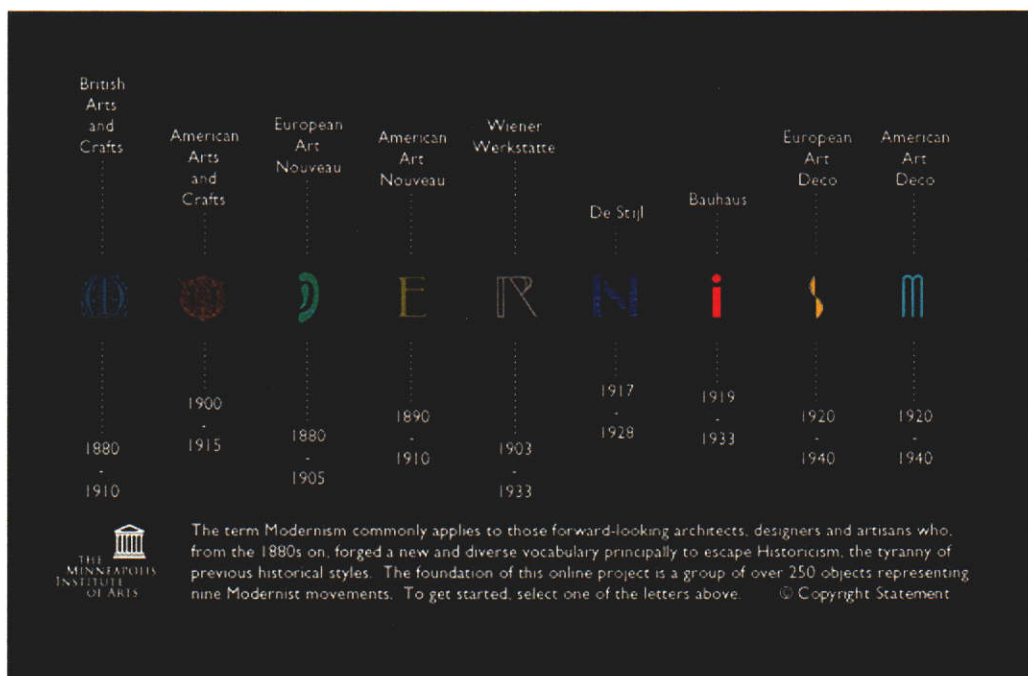 British
Arts
and
Crafts
American
Arts
and
Crafts
European
Art
Nouveau
American
Art
Nouveau
Wiener
Werkstatte
De Stijl
Bauhaus
European
Art
Deco
American
Art
Deco
M O D E R N i S m
1880
-
1910
1900
-
1915
1880
-
1905
1890
-
1910
1903
-
1933
1917
-
1928
1919
-
1933
1920
-
1940
1920
-
1940
THE
MINNEAPOLIS
INSTITUTE
OF ARTS
The term Modernism commonly applies to those forward-looking architects, designers and artisans who,
from the 1880s on, forged a new and diverse vocabulary principally to escape Historicism, the tyranny of
previous historical styles. The foundation of this online project is a group of over 250 objects representing
nine Modernist movements. To get started, select one of the letters above. © Copyright Statement